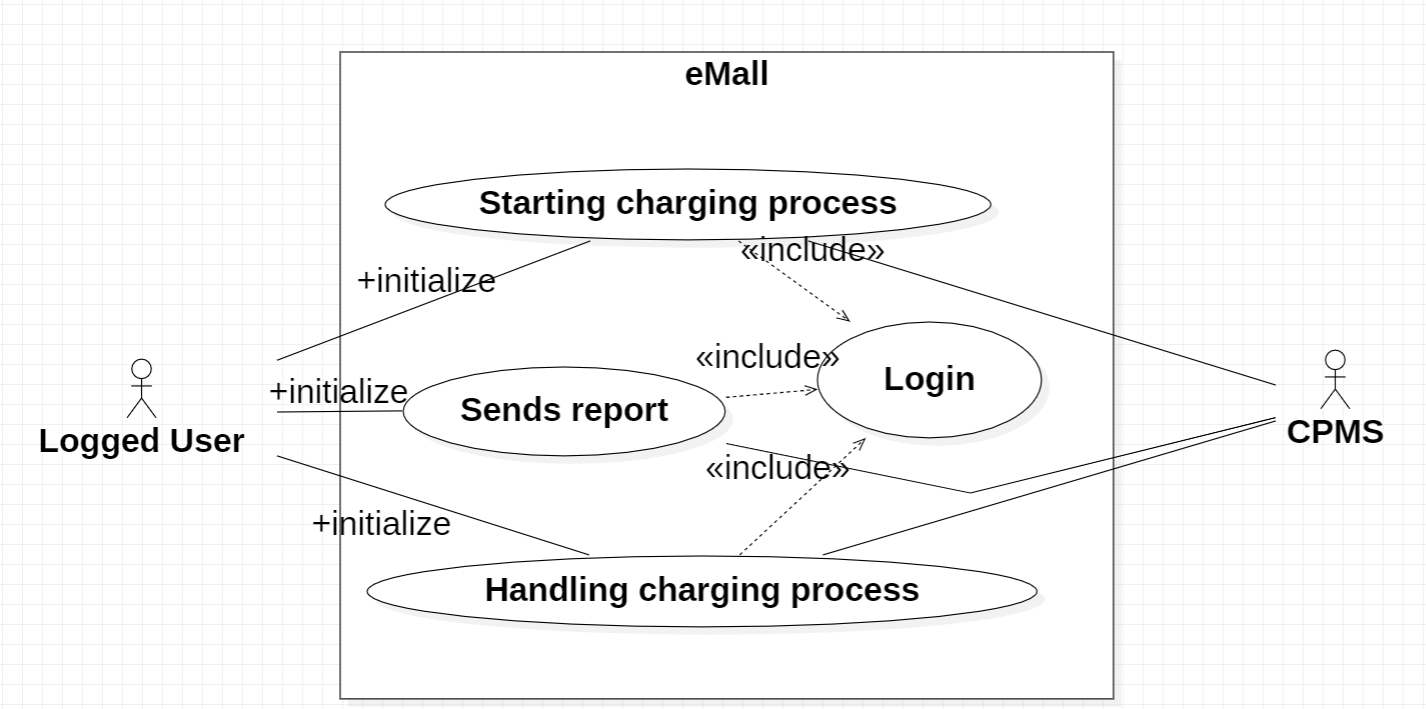 eMall
Starting charging process
«include»
+initialize
«include»
Login
+initialize
Sends report
Logged User
CPMS
«include»
+initialize
Handling charging process